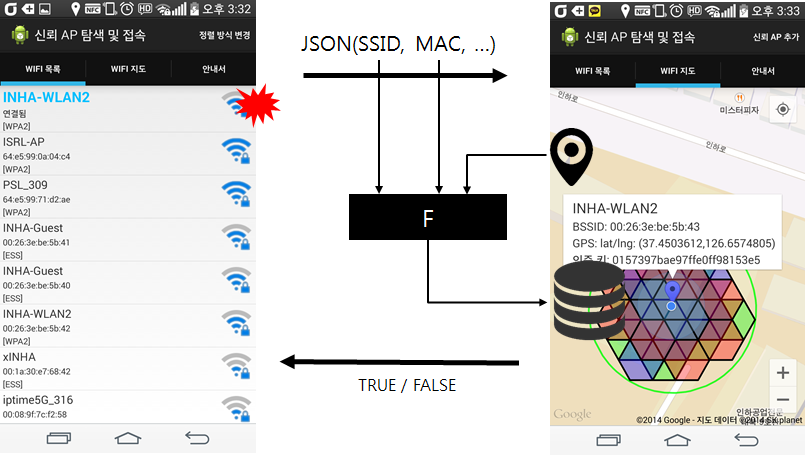 오후 3:32
신뢰 AP 탐색 및 접속
정렬 방식 변경
WIFI 목록
WIFI 지도
안내서
INHA-WLAN2
연결됨
[WPA2]
ISRL-AP
64:e5:99:0a:04:c4
[WPA2]
PSL_309
64:e5:99:71:d2:ae
[WPA2]
INHA-Guest
00:26:3e:be:5b:41
[ESS]
INHA-Guest
00:26:3e:be:5b:40
[ESS]
INHA-WLAN2
00:26:3e:be:5b:42
[WPA2]
xINHA
00:1a:30:e7:68:42
[ESS]
iptime5G_316
00:08:9f:7c:f2:58
JSON(SSID, MAC, ...)
F
TRUE / FALSE
오후 3:33
신뢰 AP 탐색 및 접속
신뢰 AP 추가
WIFI 목록
WIFI 지도
안내서
인하로
미스터피자
인하로
INHA-WLAN2
BSSID: 00:26:3e:be:5b:43
GPS: lat/lng: (37.4503612,126.6574805)
인증 키: 0157397bae97ffe0ff98153e5
Google
©2014 Google - 지도 데이터 ©2014 SK planet